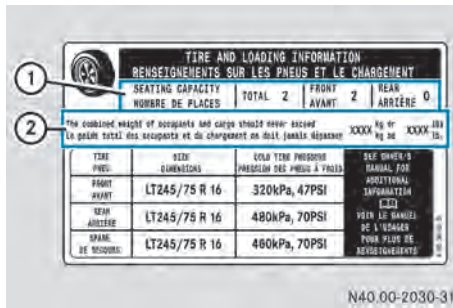 TIRE AND LOADING INFORMATION
RENSEIGNEMENTS SUR LES PNEUS ET LE CHARGEMENT
1
SEATING CAPACITY
NOMBRE DE PLACES
TOTAL 2
FRONT
AVANT
2
REAR
ARRIÈRE
0
2
The combined weight of occupants and cargo should never exceed
Le poids total des occupants et du chargement ne doit jamais dépasser
XXXX kg or
kg ou
XXXX lbs
lb.
TIRE
PNEU
SIZE
DIMENSIONS
COLD TIRE PRESSURE
PRESSION DES PNEUS A FROID
SEE OWNER'S
MANUAL FOR
ADDITIONAL
INFORMATION
VOIR LE MANUEL
DE L'USAGER
POUR PLUS DE
RENSEIGNEMENTS
FRONT
AVANT
LT245/75 R 16
320kPa, 47PSI
REAR
ARRIÈRE
LT245/75 R 16
480kPa, 70PSI
SPARE
DE SECOURS
LT245/75 R 16
460kPa, 70PSI
N40.00-2030-31